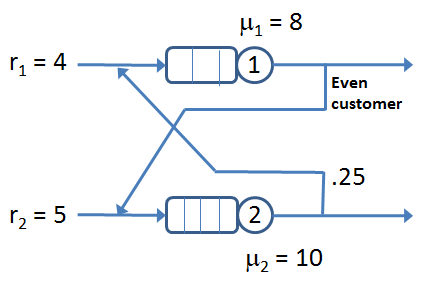 μ₁ = 8
r₁ = 4
1
Even
customer
.25
r₂ = 5
2
μ₂ = 10